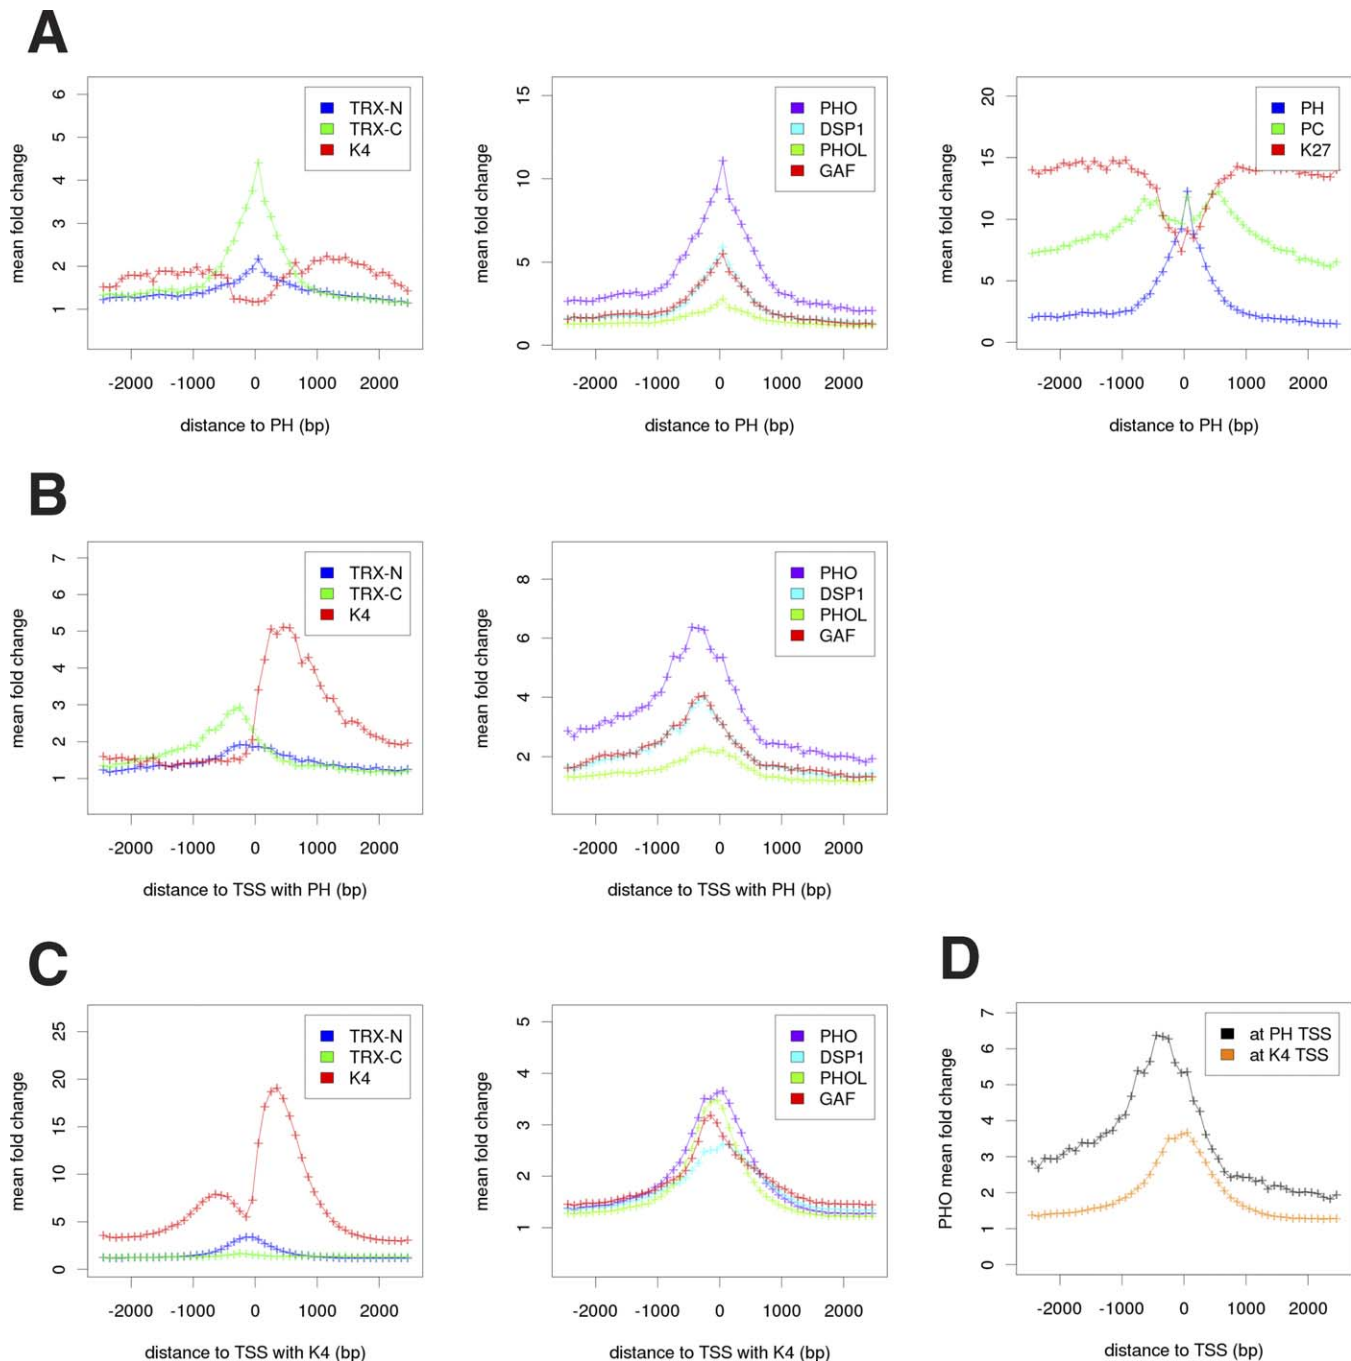 A
mean fold change
6
5
4
3
2
1
TRX-N
TRX-C
K4
-2000 -1000 0 1000 2000
distance to PH (bp)
mean fold change
15
10
5
0
PHO
DSP1
PHOL
GAF
-2000 -1000 0 1000 2000
distance to PH (bp)
mean fold change
20
15
10
5
0
PH
PC
K27
-2000 -1000 0 1000 2000
distance to PH (bp)
B
mean fold change
7
6
5
4
3
2
1
TRX-N
TRX-C
K4
-2000 -1000 0 1000 2000
distance to TSS with PH (bp)
mean fold change
8
6
4
2
PHO
DSP1
PHOL
GAF
-2000 -1000 0 1000 2000
distance to TSS with PH (bp)
C
mean fold change
25
20
15
10
5
0
TRX-N
TRX-C
K4
-2000 -1000 0 1000 2000
distance to TSS with K4 (bp)
mean fold change
5
4
3
2
1
PHO
DSP1
PHOL
GAF
-2000 -1000 0 1000 2000
distance to TSS with K4 (bp)
D
PHO mean fold change
7
6
5
4
3
2
1
0
at PH TSS
at K4 TSS
-2000 -1000 0 1000 2000
distance to TSS (bp)